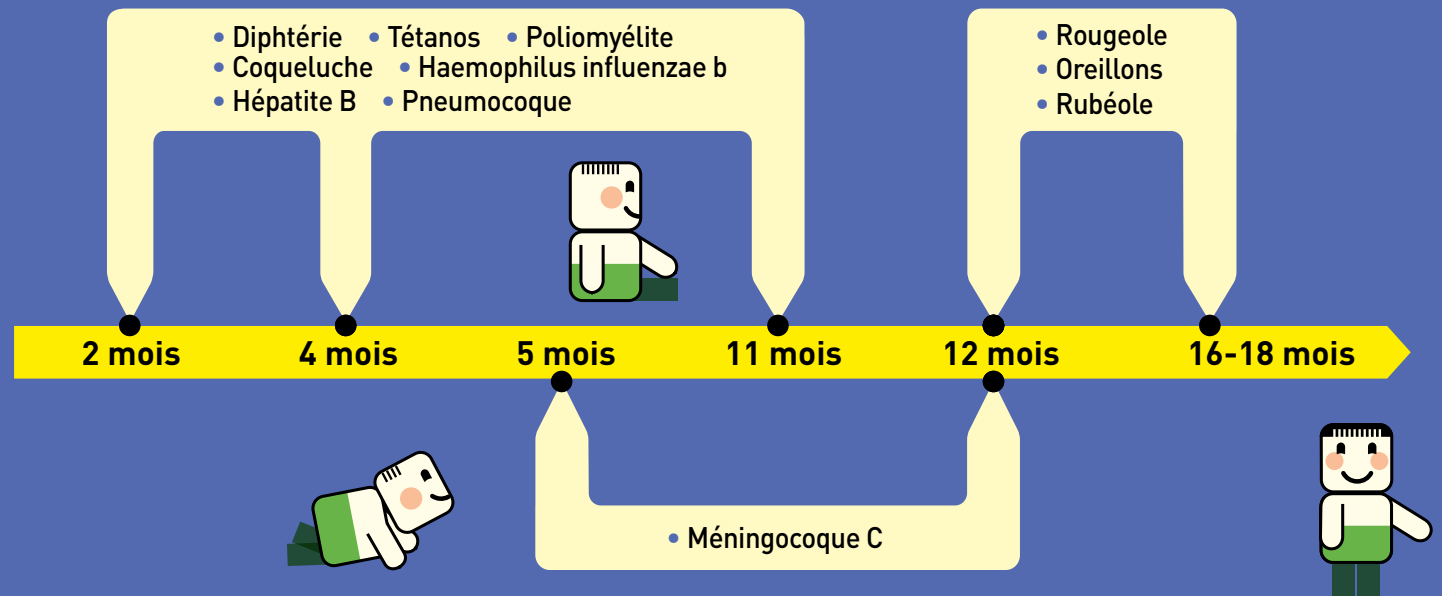 • Diphtérie • Tétanos • Poliomyélite
• Coqueluche • Haemophilus influenzae b
• Hépatite B • Pneumocoque
• Rougeole
• Oreillons
• Rubéole
2 mois 4 mois 5 mois 11 mois 12 mois 16-18 mois
• Méningocoque C